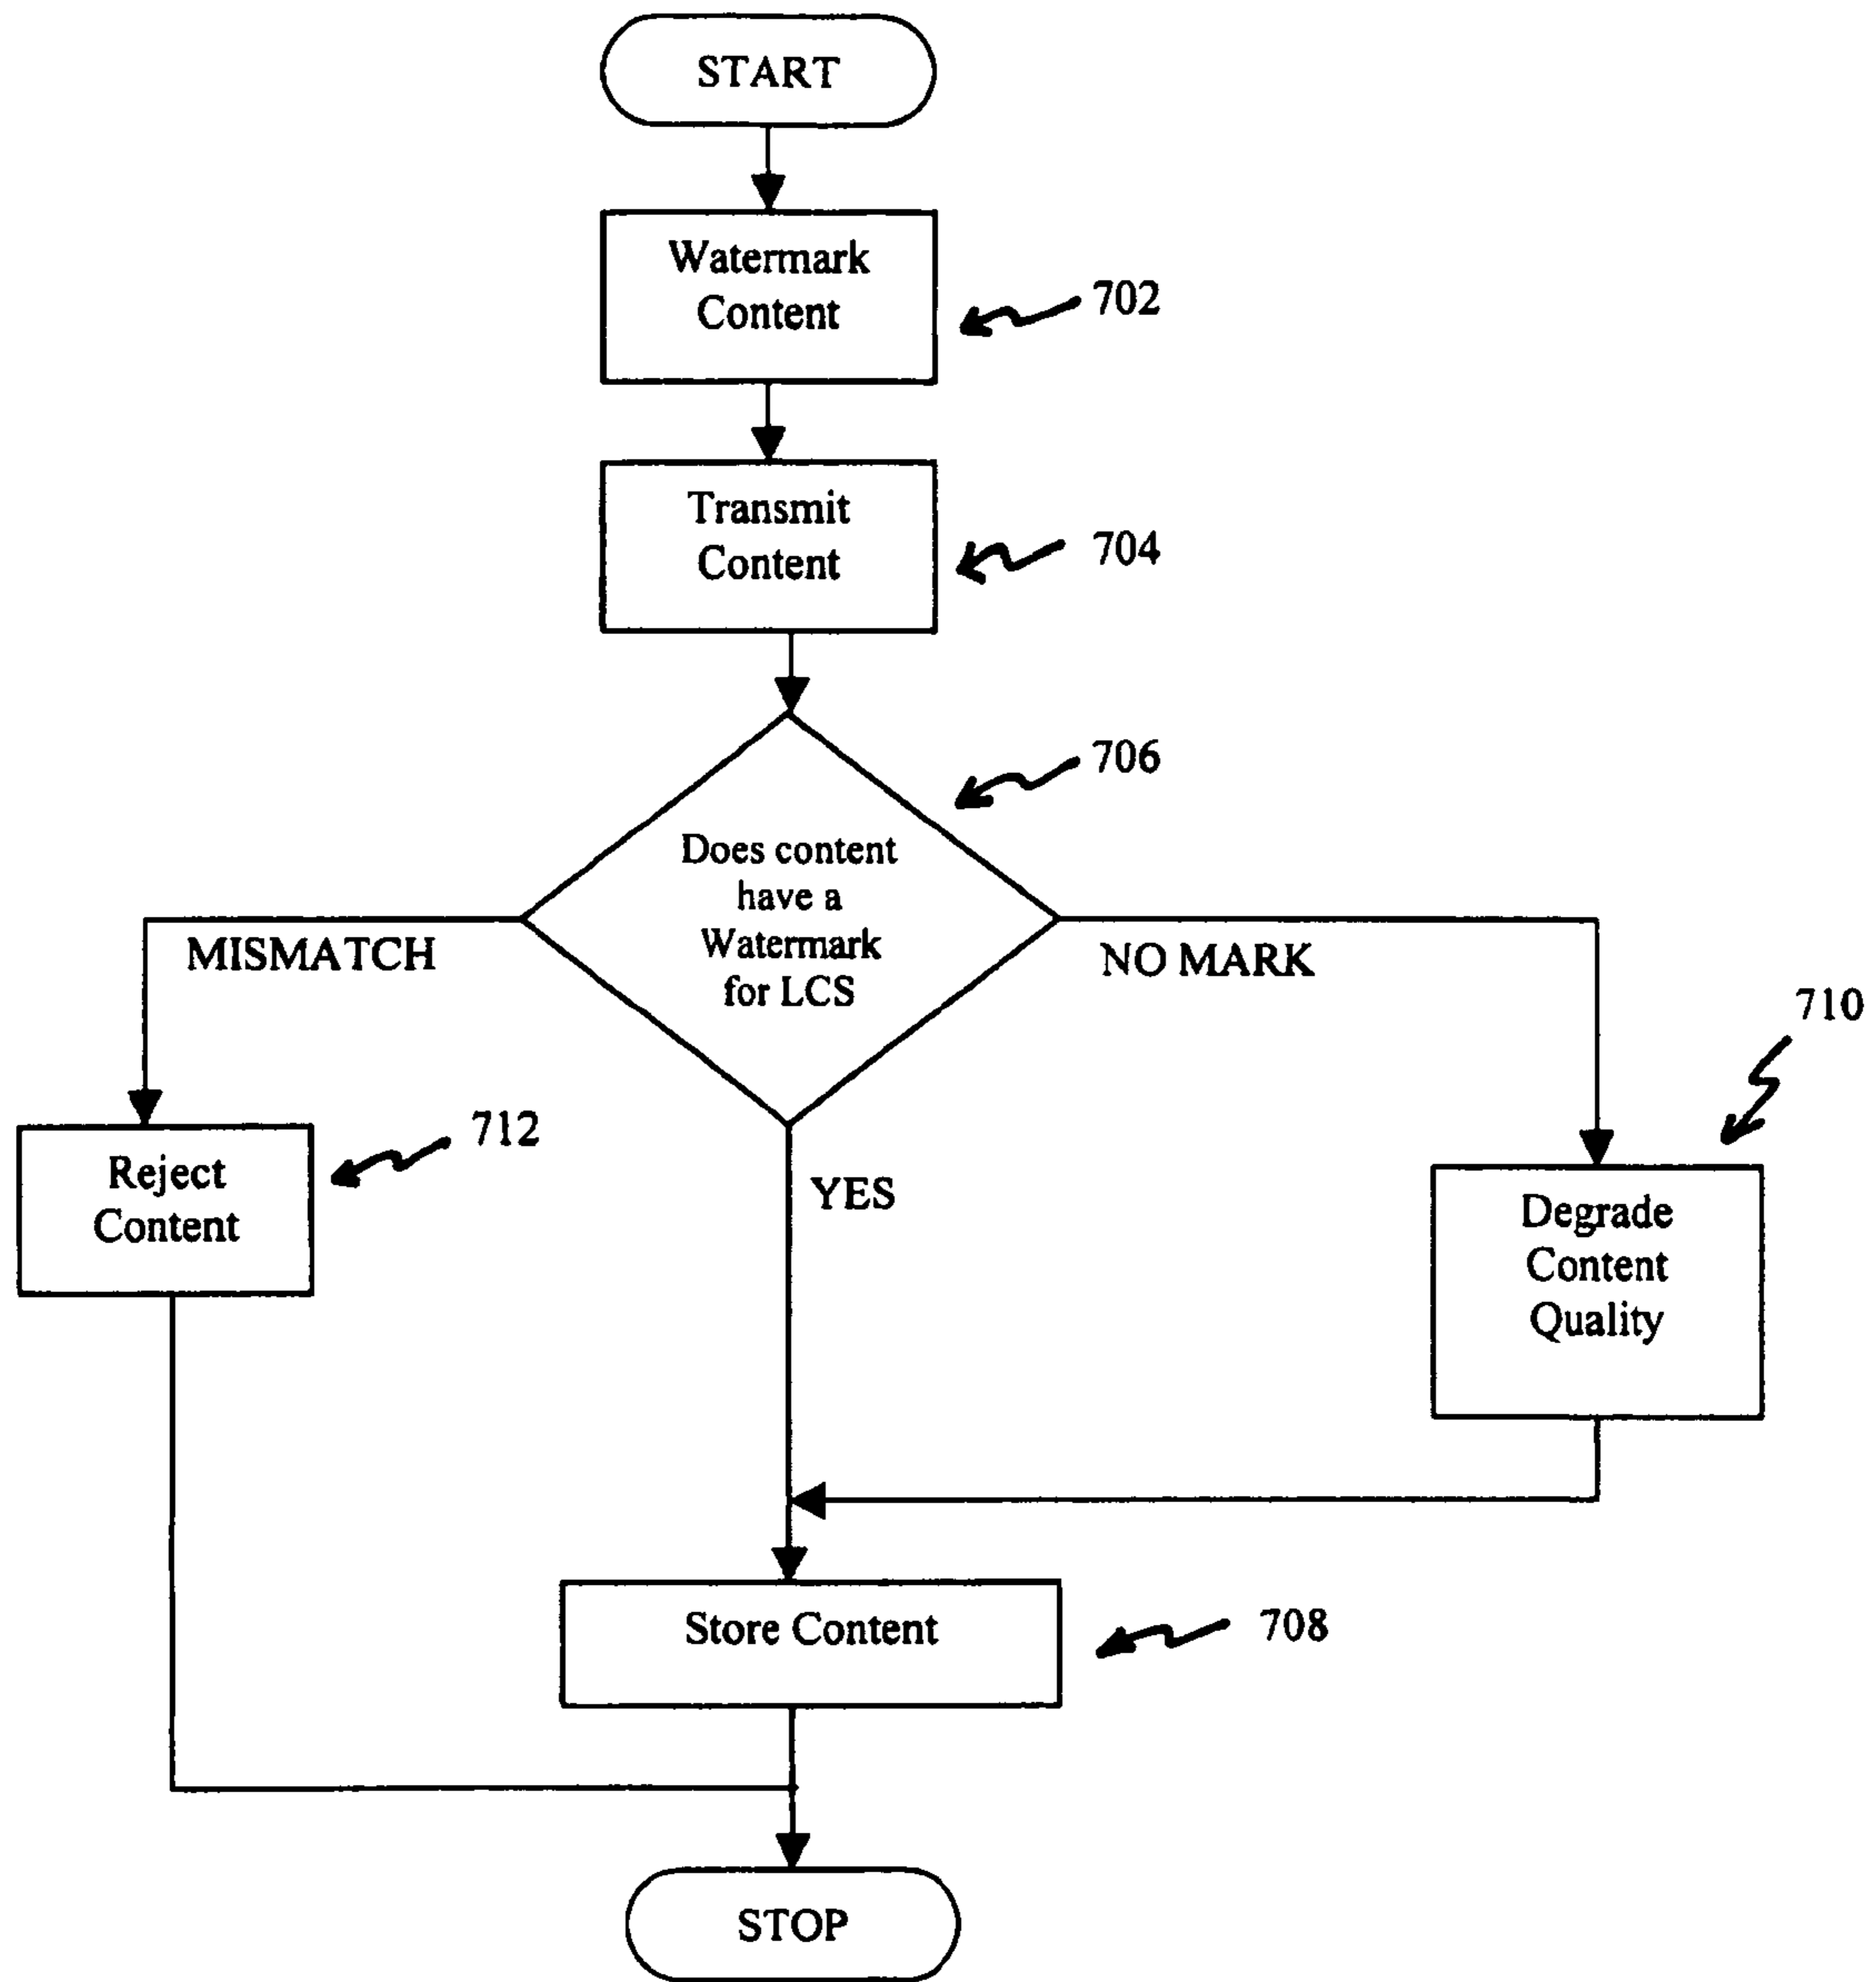 START
Watermark
Content
702
Transmit
Content
704
706
Does content
have a
Watermark
for LCS
MISMATCH
NO MARK
710
712
Reject
Content
YES
Degrade
Content
Quality
Store Content
708
STOP